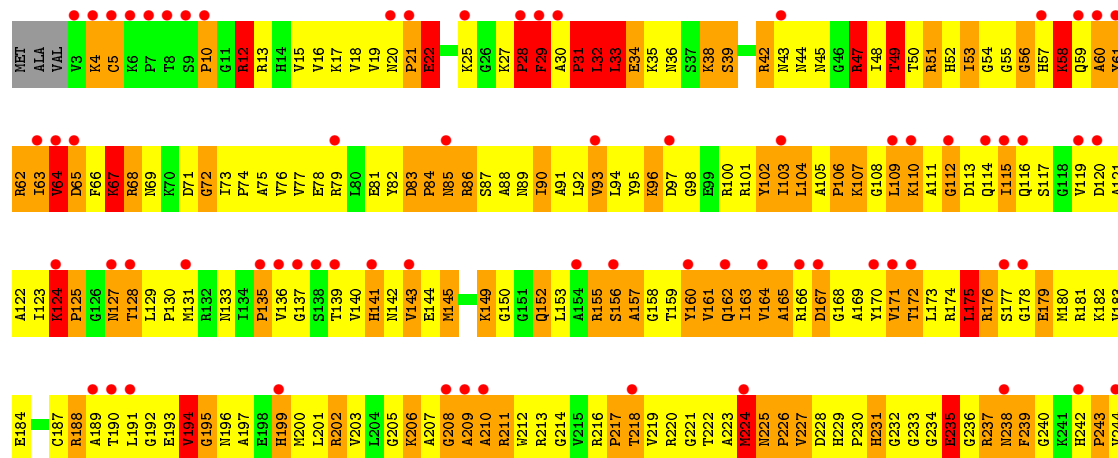 MET ALA VAL V3 K4 C5 K6 P7 T8 S9 P10 G11 R12 R13 H14 V15 V16 K17 V18 V19 N20 P21 E22 K25 G26 K27 P28 F29 A30 P31 L32 L33 E34 K35 N36 S37 K38 S39 R42 N43 N44 N45 G46 R47 I48 T49 T50 R51 H52 I53 G54 G55 G56 H57 K58 Q59 A60 Y61
R62 I63 V64 D65 F66 K67 R68 N69 K70 D71 G72 I73 P74 A75 V76 V77 E78 R79 L80 E81 Y82 D83 P84 N85 R86 S87 A88 N89 I90 A91 L92 V93 L94 Y95 K96 D97 G98 E99 R100 R101 Y102 I103 L104 A105 P106 K107 G108 L109 K110 A111 G112 D113 Q114 I115 Q116 S117 G118 V119 D120 A121
A122 I123 K124 P125 G126 N127 T128 L129 P130 M131 R132 N133 I134 P135 V136 G137 S138 T139 V140 H141 N142 V143 E144 M145 K149 G150 G151 Q152 L153 A154 R155 S156 A157 G158 T159 Y160 V161 Q162 I163 V164 A165 R166 D167 G168 A169 Y170 V171 T172 L173 R174 L175 R176 S177 G178 E179 M180 R181 K182 V183
E184 C187 R188 A189 T190 L191 G192 E193 V194 G195 N196 A197 E198 H199 M200 L201 R202 V203 L204 G205 K206 A207 G208 A209 A210 R211 W212 R213 G214 V215 R216 P217 T218 V219 R220 G221 T222 A223 M224 N225 P226 V227 D228 H229 P230 H231 G232 G233 G234 E235 G236 R237 N238 F239 G240 K241 H242 P243 V244